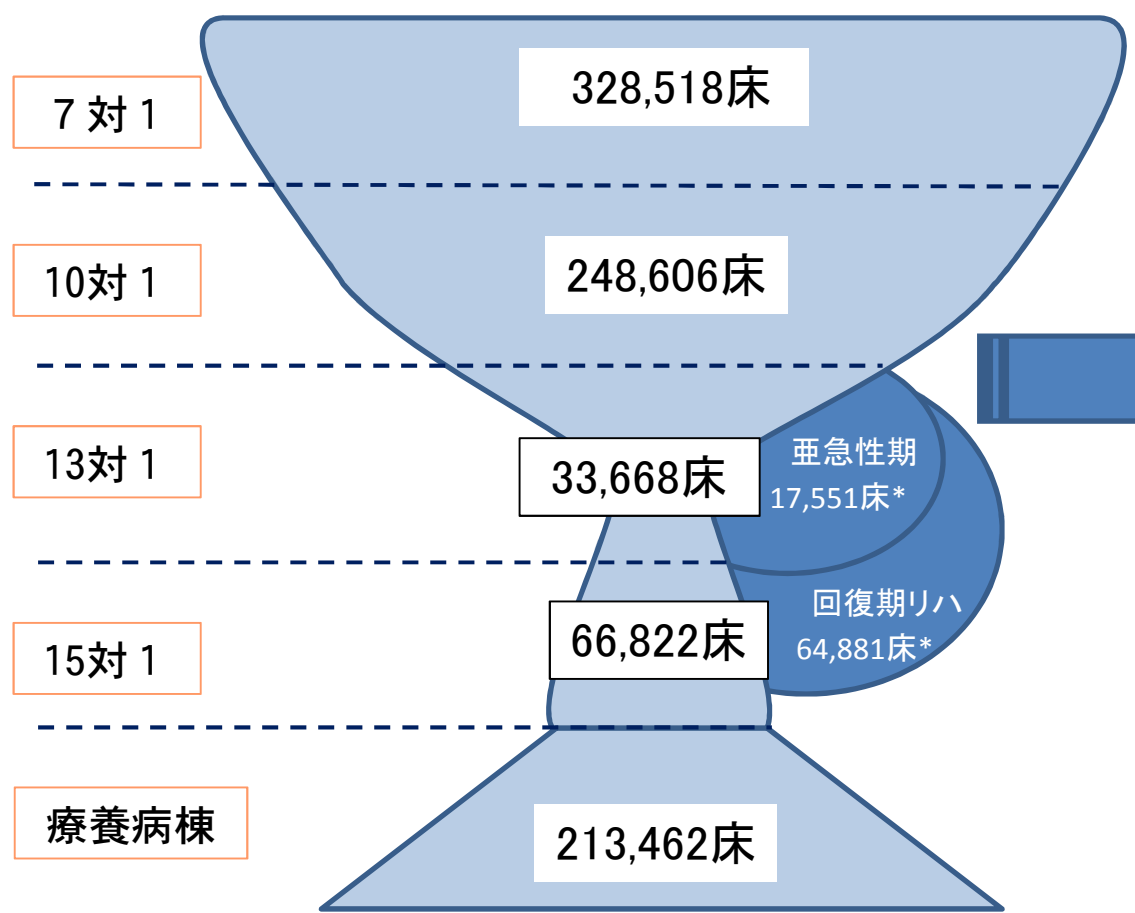 7対1
328,518床
10対1
248,606床
13対1
33,668床
亜急性期
17,551床*
15対1
66,822床
回復期リハ
64,881床*
療養病棟
213,462床